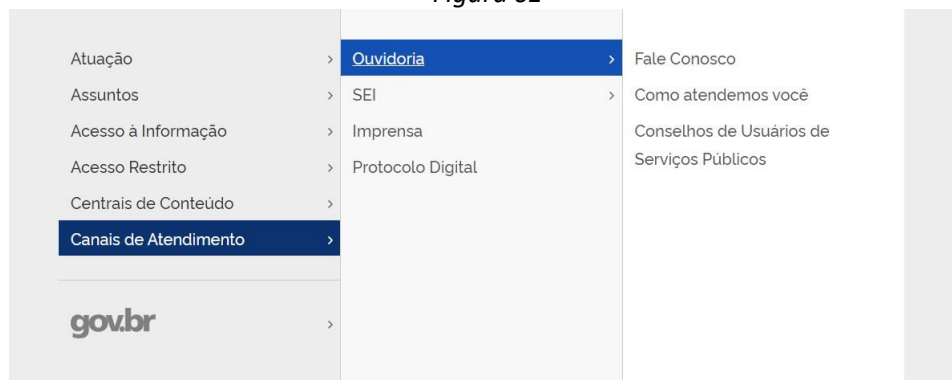 Atuação
Assuntos
Acesso à Informação
Acesso Restrito
Centrais de Conteúdo
Canais de Atendimento
gov.br
Ouvidoria
SEI
Imprensa
Protocolo Digital
Fale Conosco
Como atendemos você
Conselhos de Usuários de
Serviços Públicos